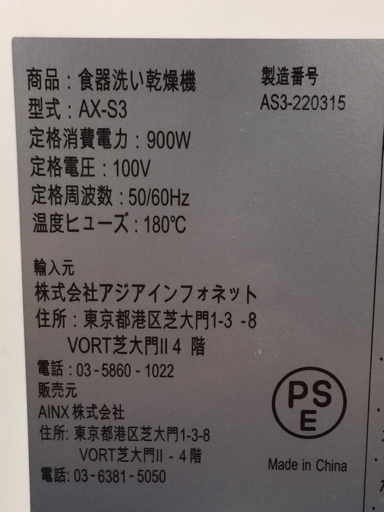 商品：食器洗い乾燥機
型式：AX-S3
定格消費電力：900W
定格電圧：100V
定格周波数：50/60Hz
温度ヒューズ：180℃
製造番号
AS3-220315
輸入元
株式会社アジアインフォネット
住所：東京都港区芝大門1-3 -8
VORT芝大門II 4 階
電話：03-5860-1022
販売元
AINX 株式会社
住所: 東京都港区芝大門1-3-8
VORT芝大門II - 4階
電話: 03-6381-5050
PS
E
Made in China